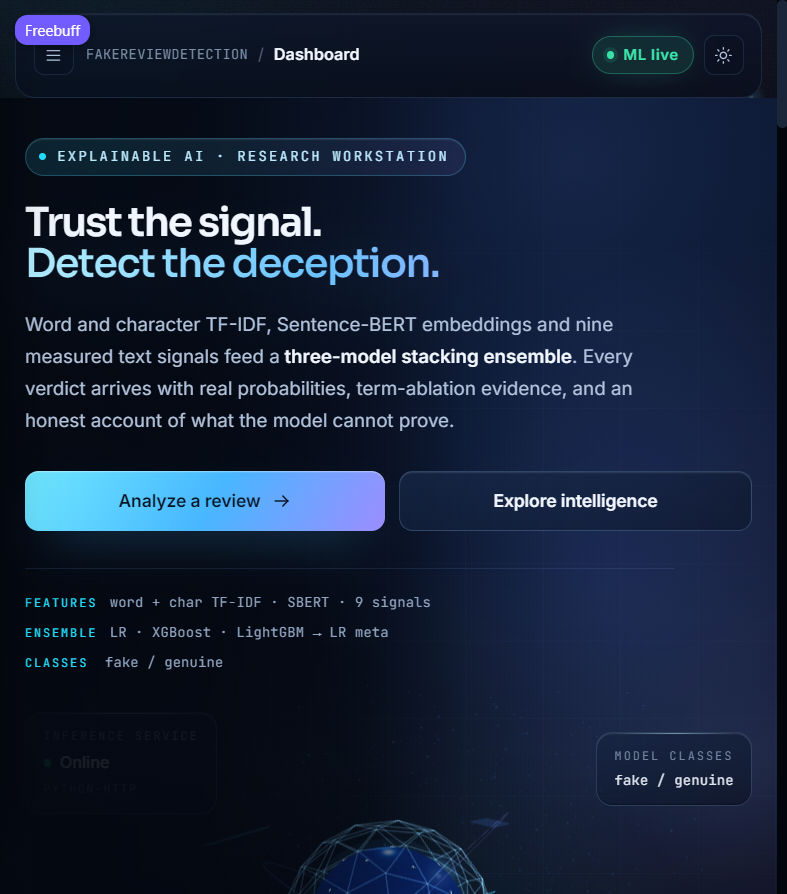 Freebuff
FAKEREVIEWDETECTION / Dashboard
ML live
EXPLAINABLE AI · RESEARCH WORKSTATION
Trust the signal.
Detect the deception.
Word and character TF-IDF, Sentence-BERT embeddings and nine
measured text signals feed a three-model stacking ensemble. Every
verdict arrives with real probabilities, term-ablation evidence, and an
honest account of what the model cannot prove.
Analyze a review →
Explore intelligence
FEATURES word + char TF-IDF · SBERT · 9 signals
ENSEMBLE LR · XGBoost · LightGBM → LR meta
CLASSES fake / genuine
INFERENCE SERVICE
Online
PYTHON-HTTP
MODEL CLASSES
fake / genuine